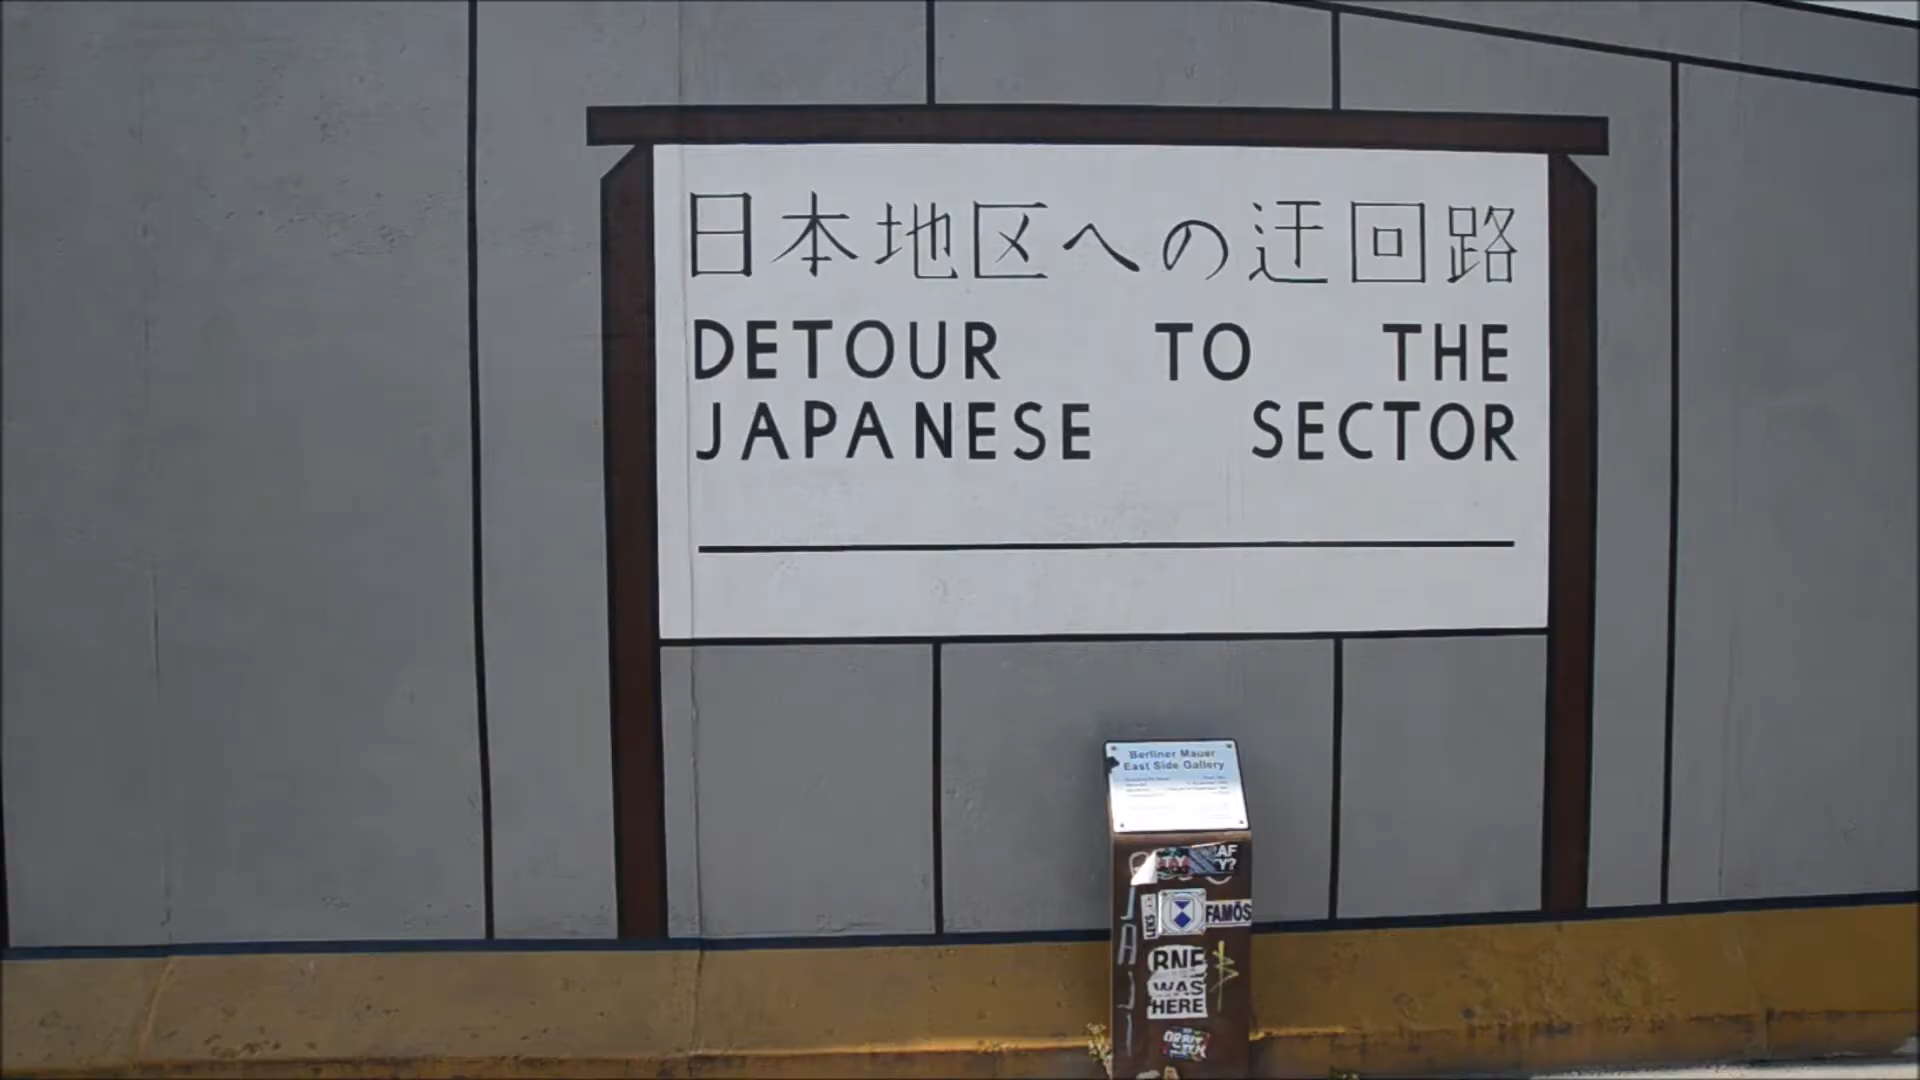 日本地区への迂回路
DETOUR TO THE
JAPANESE SECTOR
Berliner Mauer
East Side Gallery
FAMOS
RNE
WAS
HERE